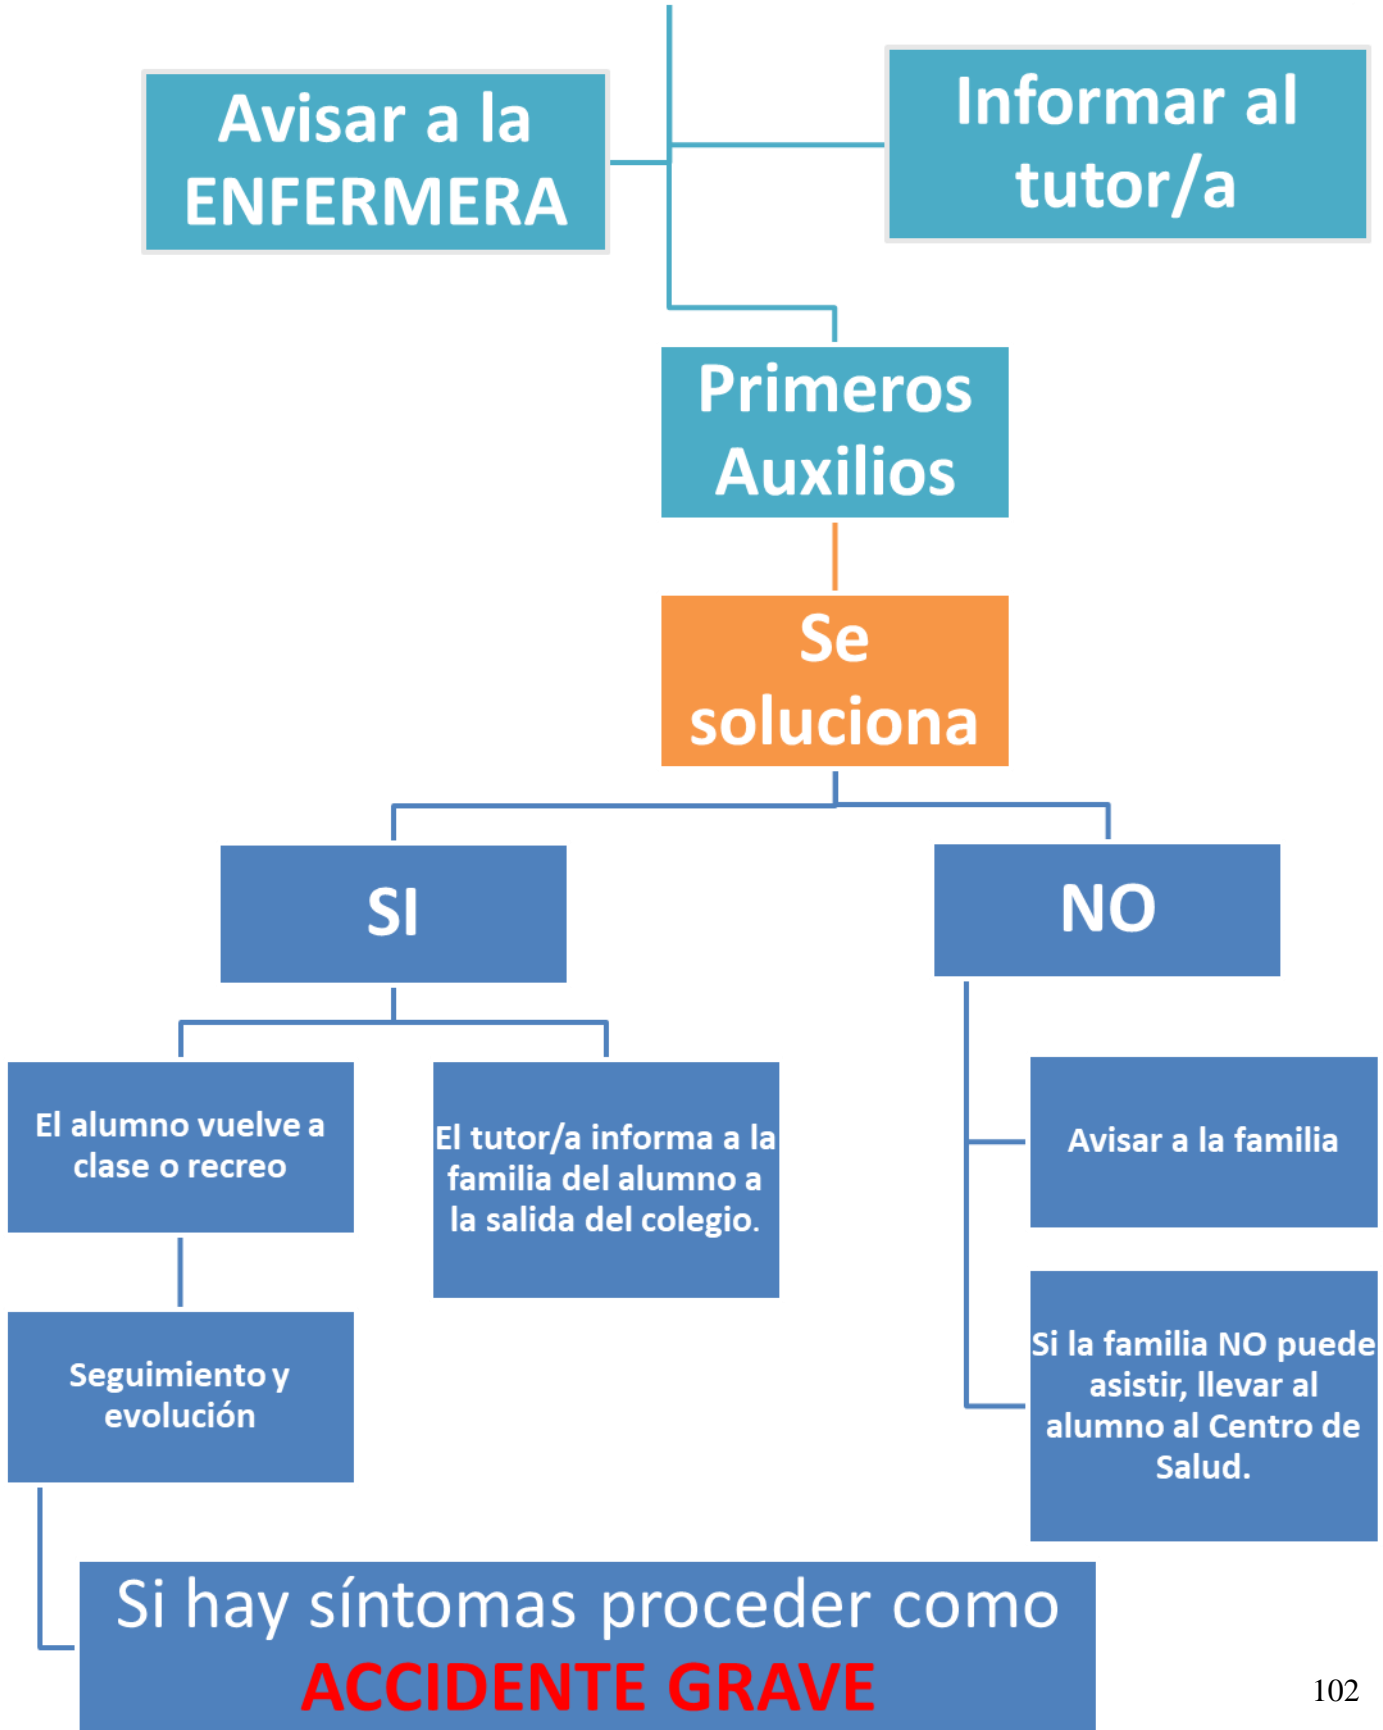 Avisar a la
ENFERMERA
Informar al
tutor/a
Primeros
Auxilios
Se
soluciona
SI
NO
El alumno vuelve a
clase o recreo
El tutor/a informa a la
familia del alumno a
la salida del colegio.
Avisar a la familia
Seguimiento y
evolución
Si la familia NO puede
asistir, llevar al
alumno al Centro de
Salud.
Si hay síntomas proceder como
ACCIDENTE GRAVE
102